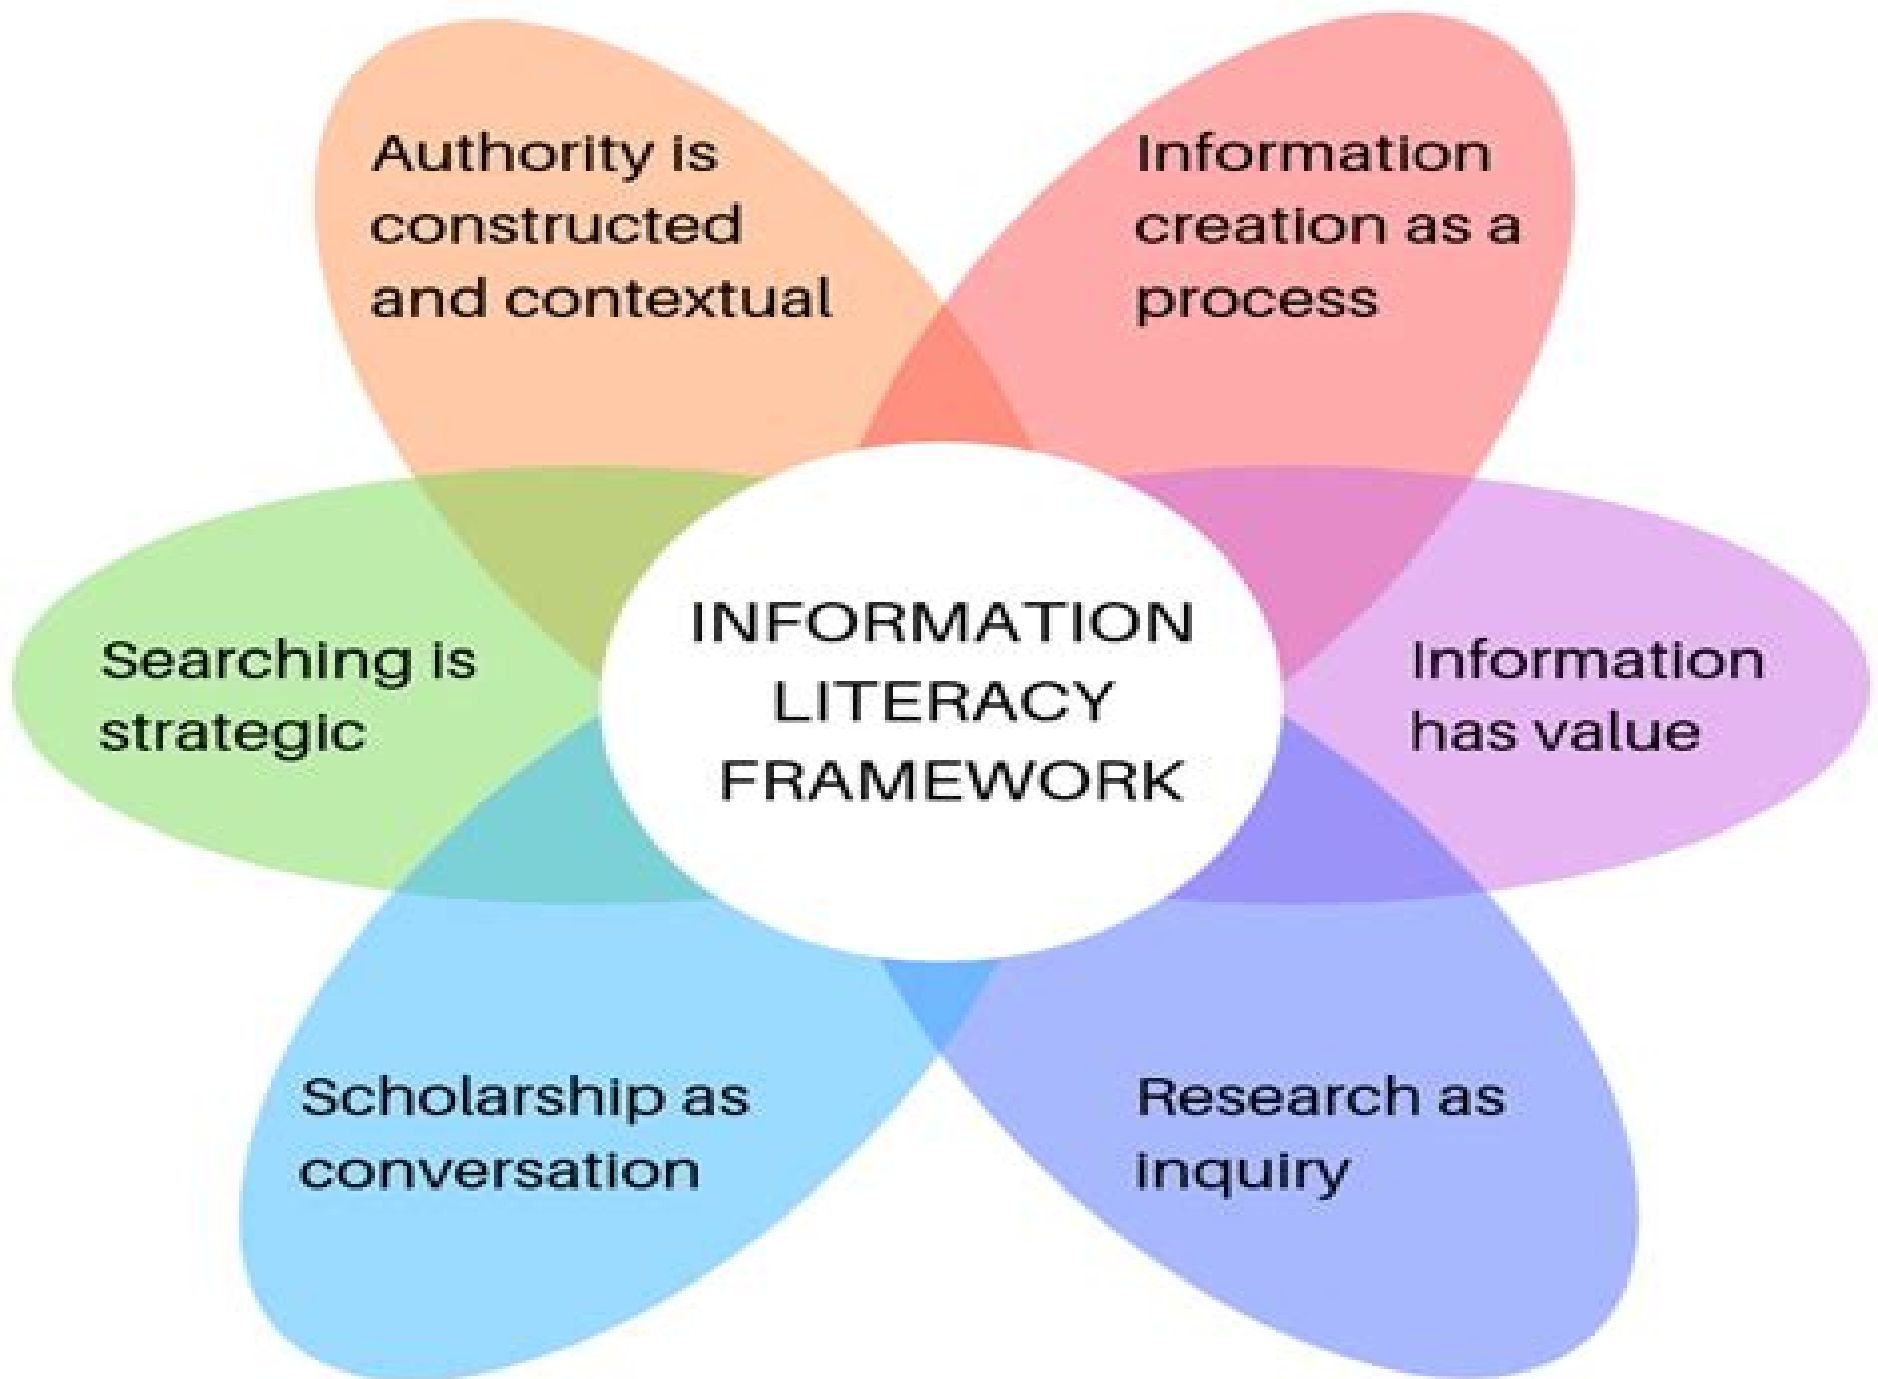 Authority is
constructed
and contextual
Information
creation as a
process
Searching is
strategic
INFORMATION
LITERACY
FRAMEWORK
Information
has value
Scholarship as
conversation
Research as
inquiry